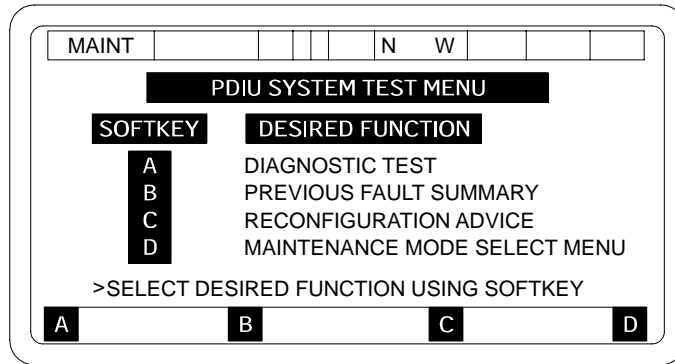 MAINT N W
PDIU SYSTEM TEST MENU
SOFTKEY DESIRED FUNCTION
A DIAGNOSTIC TEST
B PREVIOUS FAULT SUMMARY
C RECONFIGURATION ADVICE
D MAINTENANCE MODE SELECT MENU
>SELECT DESIRED FUNCTION USING SOFTKEY
A B C D